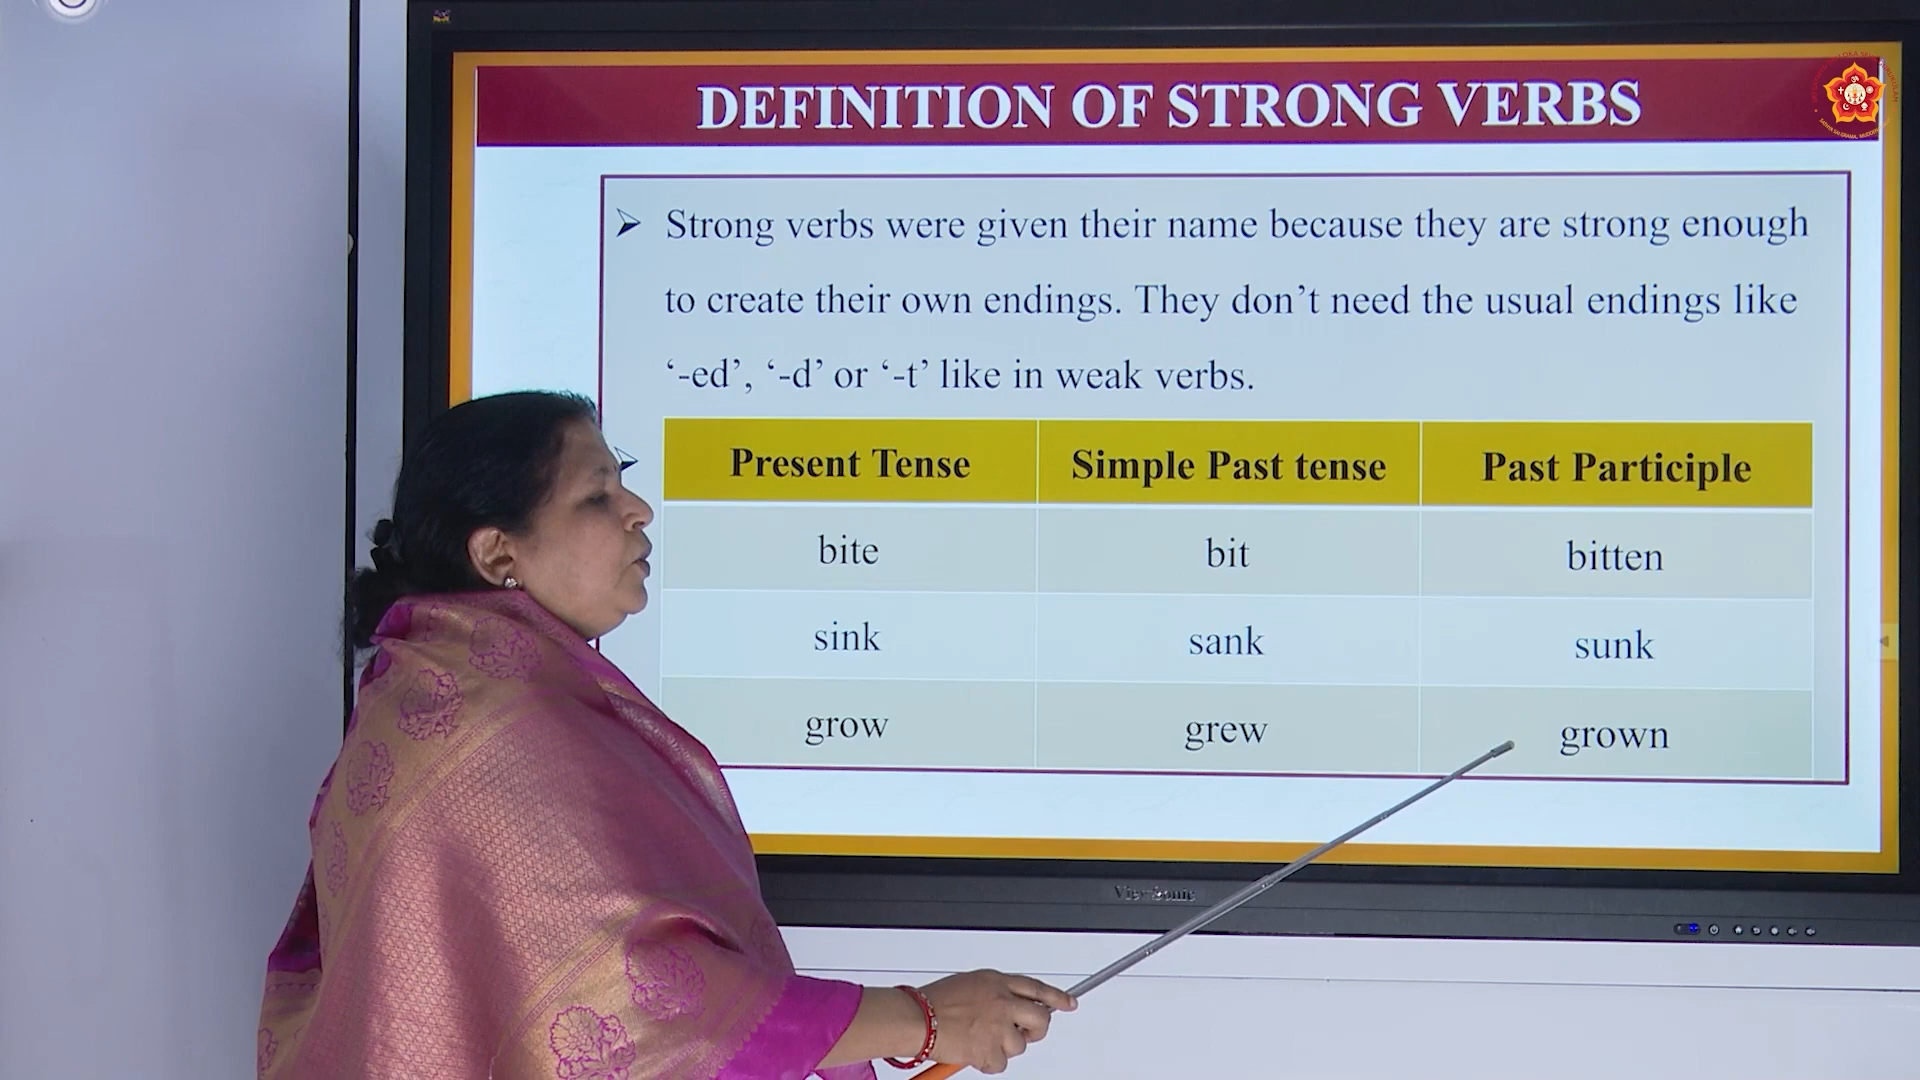 DEFINITION OF STRONG VERBS
Strong verbs were given their name because they are strong enough
to create their own endings. They don’t need the usual endings like
‘-ed’, ‘-d’ or ‘-t’ like in weak verbs.
Present Tense Simple Past tense Past Participle
bite bit bitten
sink sank sunk
grow grew grown
ViewSonic